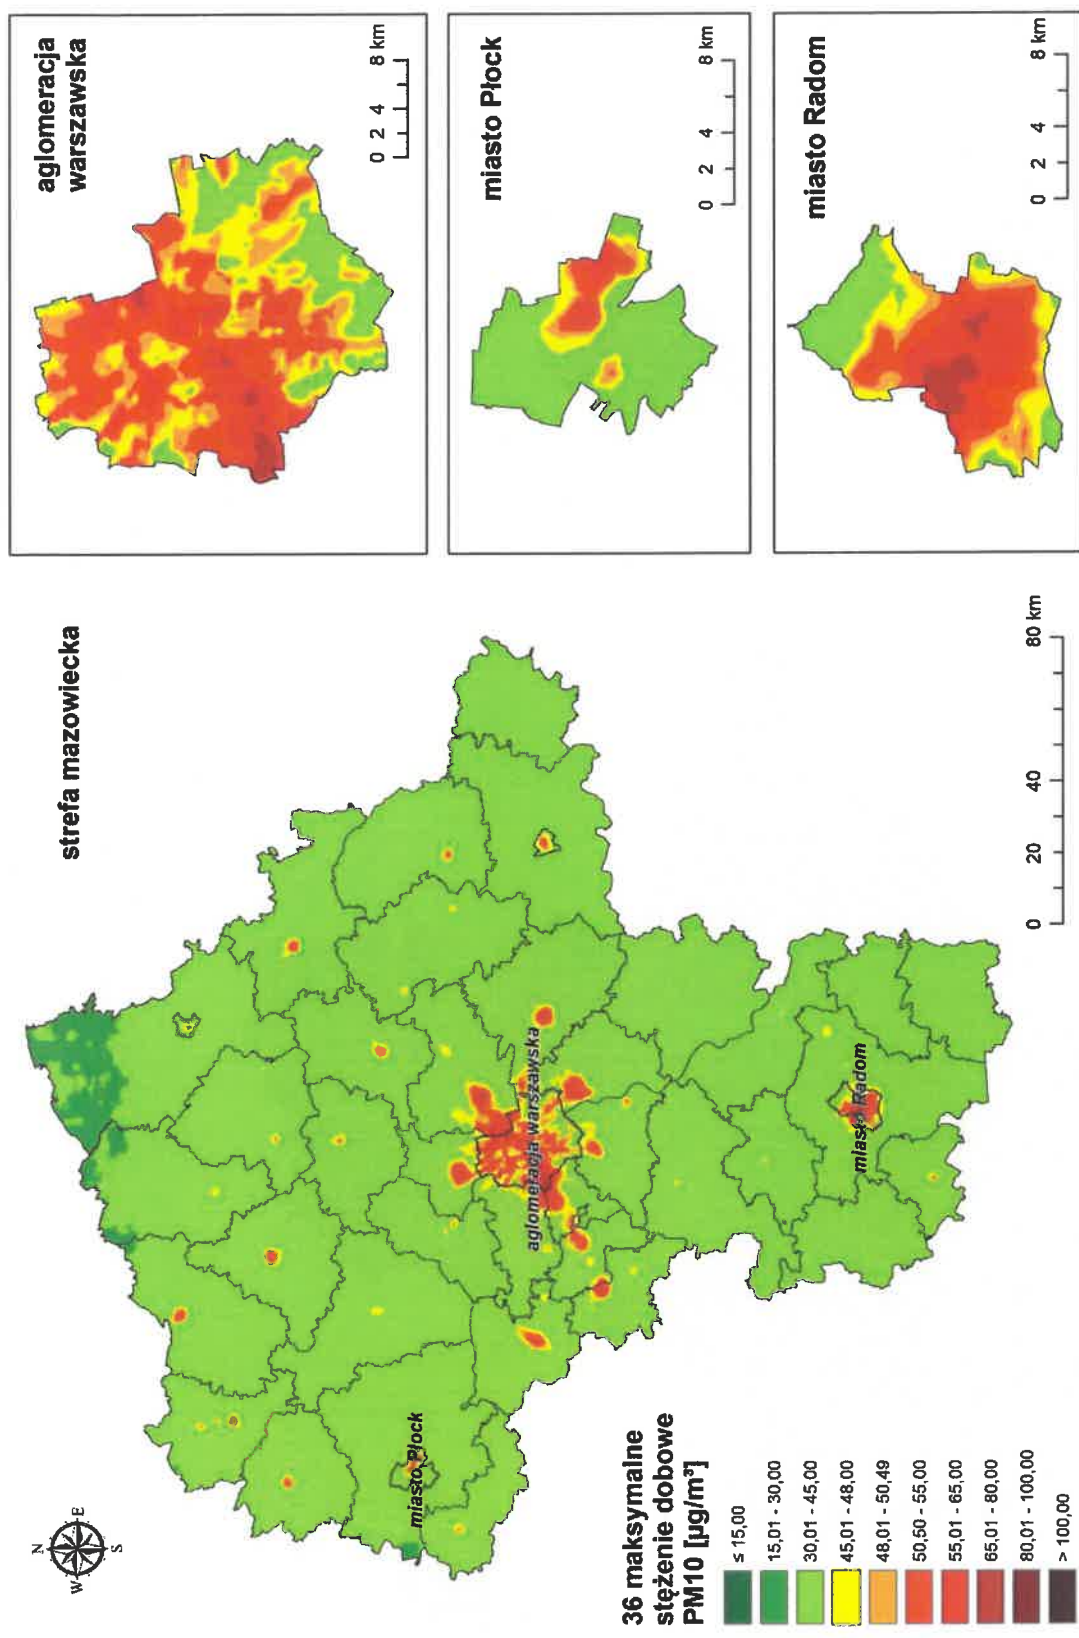 strefa mazowiecka
N
W
E
S
miasto Płock
aglomeracja warszawska
miasto Radom
36 maksymalne
stężenie dobowe
PM10 [µg/m³]
≤ 15,00
15,01 - 30,00
30,01 - 45,00
45,01 - 48,00
48,01 - 50,49
50,50 - 55,00
55,01 - 65,00
65,01 - 80,00
80,01 - 100,00
> 100,00
0 20 40 80 km
aglomeracja
warszawska
0 2 4 8 km
miasto Płock
0 2 4 8 km
miasto Radom
0 2 4 8 km